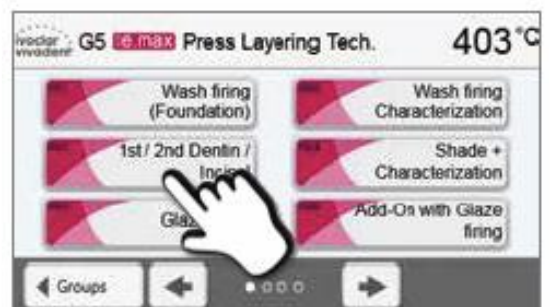 ivoclar
vivadent
G5 e.max Press Layering Tech.
403°C
Wash firing
(Foundation)
Wash firing
Characterization
1st / 2nd Dentin /
Shade +
Characterization
Add-On with Glaze
firing
Groups